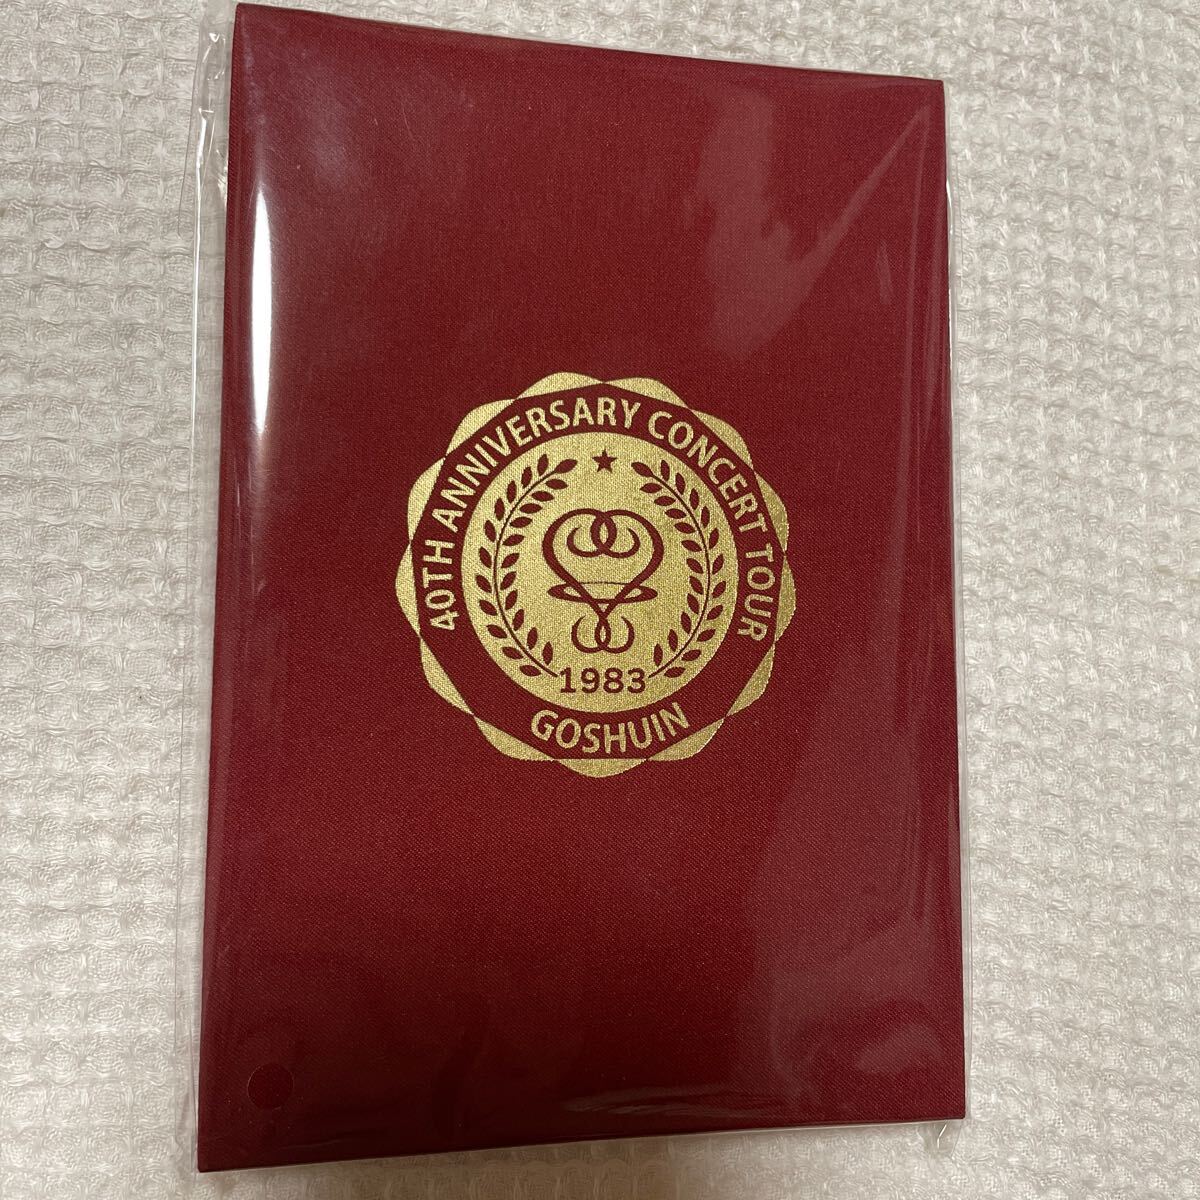 40TH ANNIVERSARY CONCERT TOUR
1983
GOSHUIN